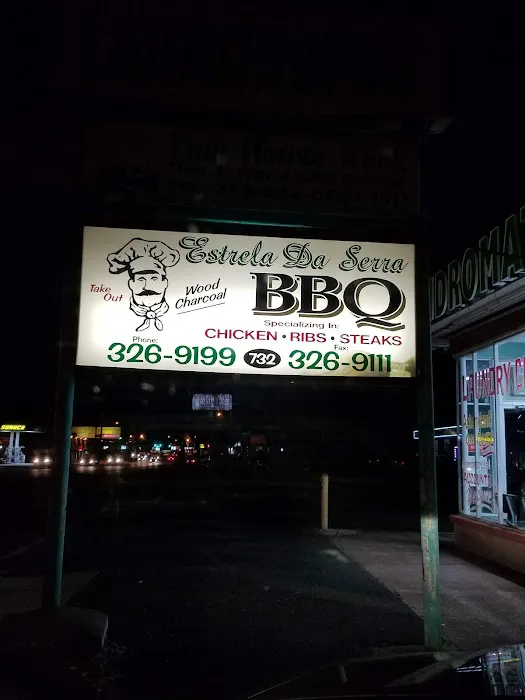 Estrela Da Serra
Take Out
Wood Charcoal
BBQ
Specializing In:
CHICKEN • RIBS • STEAKS
Phone: 326-9199
732
Fax: 326-9111
SUNOCO
DROMA
LAUNDRY